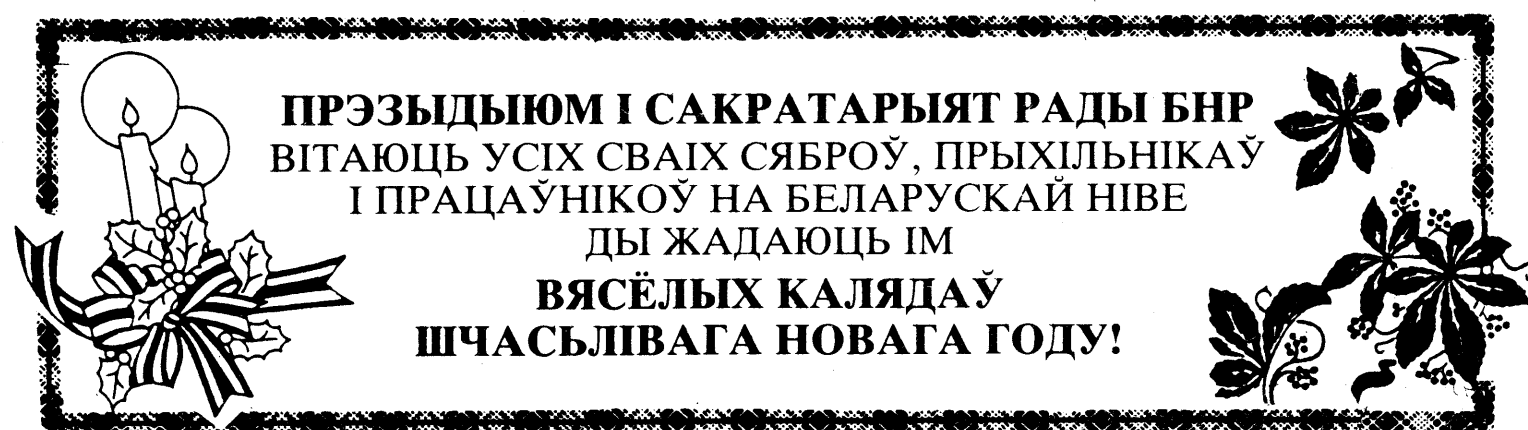 ПРЭЗЫДЫЮМ І САКРАТАРЫЯТ РАДЫ БНР
ВІТАЮЦЬ УСІХ СВАІХ СЯБРОЎ, ПРЫХІЛЬНІКАЎ
І ПРАЦАЎНІКОЎ НА БЕЛАРУСКАЙ НІВЕ
ДЫ ЖАДАЮЦЬ ІМ
ВЯСЁЛЫХ КАЛЯДАЎ
ШЧАСЬЛІВАГА НОВАГА ГОДУ!